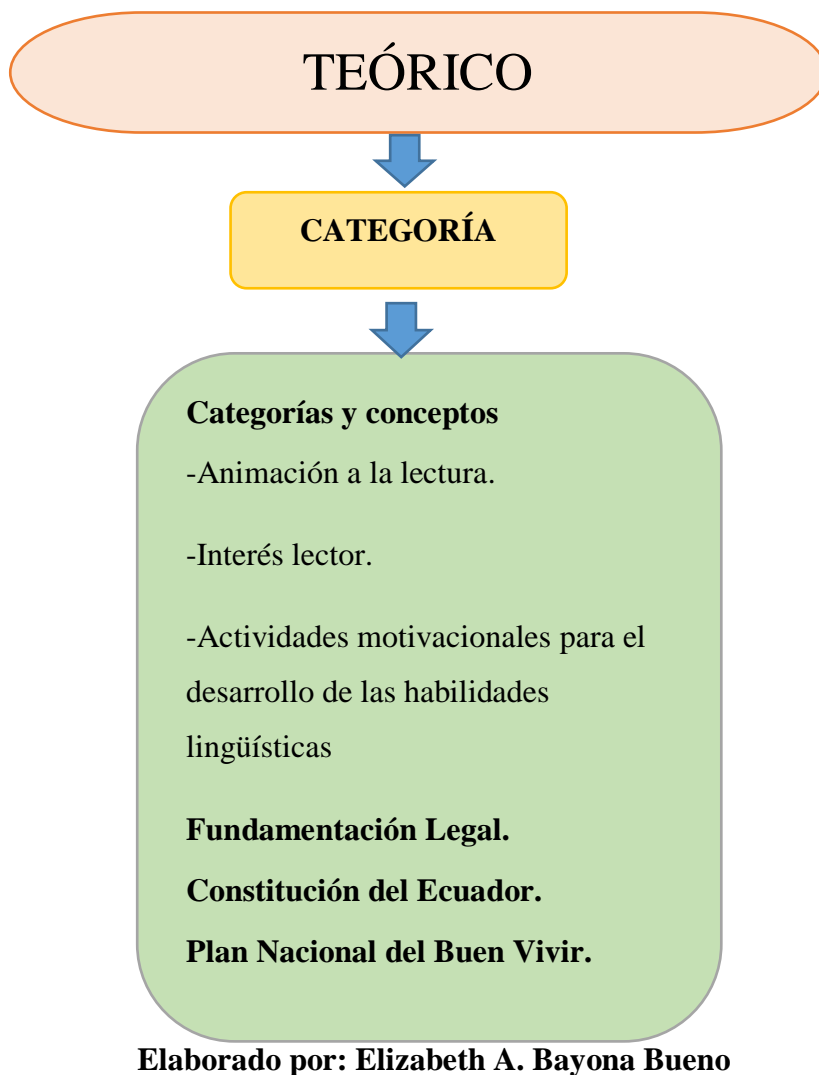 TEÓRICO
CATEGORÍA
Categorías y conceptos
-Animación a la lectura.
-Interés lector.
-Actividades motivacionales para el
desarrollo de las habilidades
lingüísticas
Fundamentación Legal.
Constitución del Ecuador.
Plan Nacional del Buen Vivir.
Elaborado por: Elizabeth A. Bayona Bueno